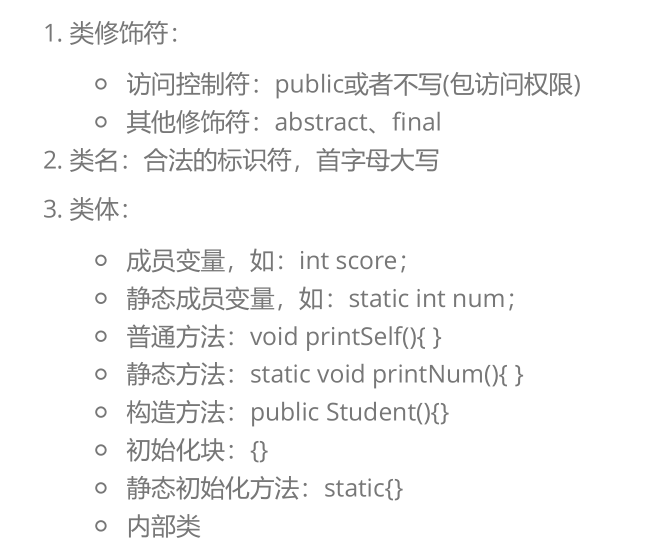 1. 类修饰符：
访问控制符：public或者不写(包访问权限)
其他修饰符：abstract、final
2. 类名：合法的标识符，首字母大写
3. 类体：
成员变量，如：int score；
静态成员变量，如：static int num；
普通方法：void printSelf(){ }
静态方法：static void printNum(){ }
构造方法：public Student(){}
初始化块：{}
静态初始化方法：static{}
内部类